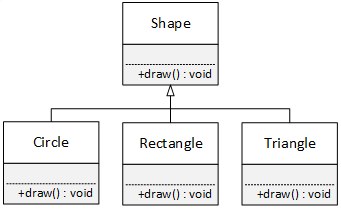 Shape
+draw() : void
Circle
Rectangle
Triangle
+draw() : void
+draw() : void
+draw() : void